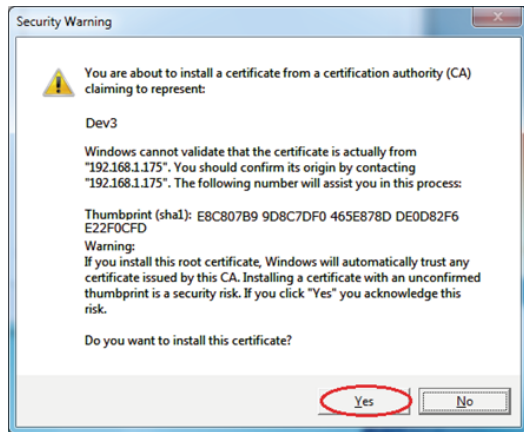 Security Warning
You are about to install a certificate from a certification authority (CA)
claiming to represent:
Dev3
Windows cannot validate that the certificate is actually from
"192.168.1.175". You should confirm its origin by contacting
"192.168.1.175". The following number will assist you in this process:
Thumbprint (sha1): E8C807B9 9D8C7DF0 465E878D DE0D82F6
E22F0CFD
Warning:
If you install this root certificate, Windows will automatically trust any
certificate issued by this CA. Installing a certificate with an unconfirmed
thumbprint is a security risk. If you click "Yes" you acknowledge this
risk.
Do you want to install this certificate?
Yes No